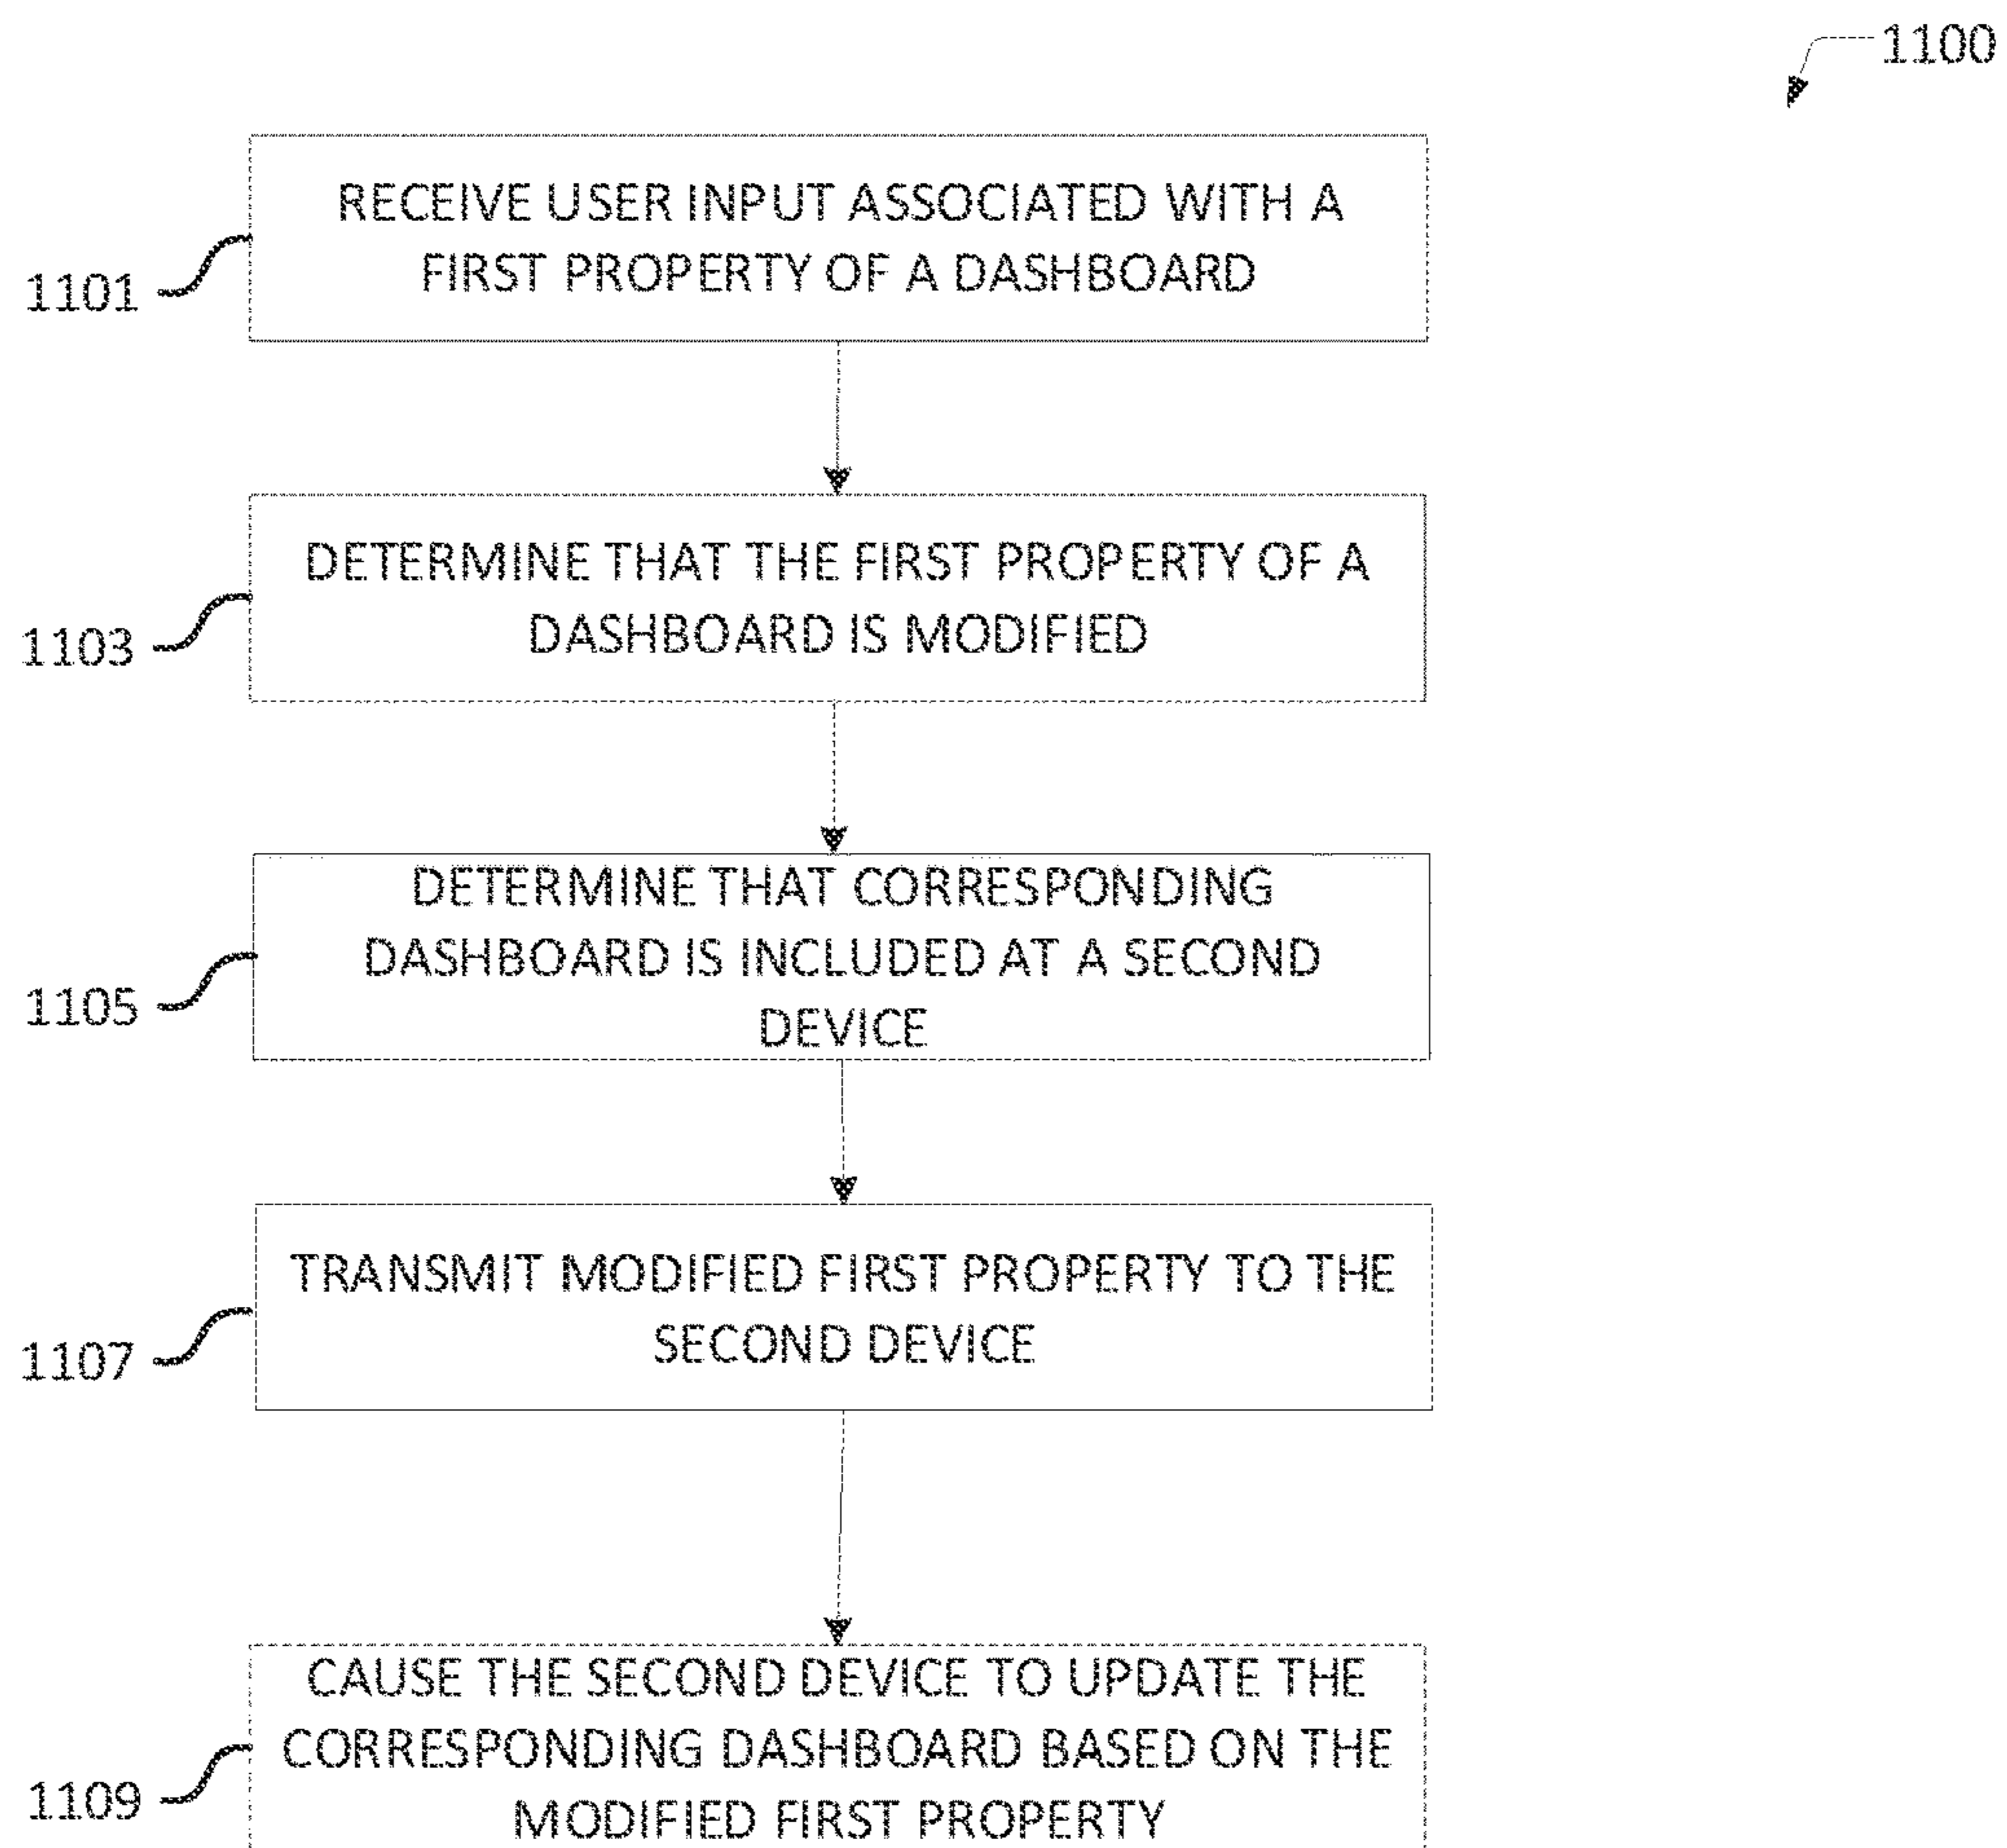 1100
RECEIVE USER INPUT ASSOCIATED WITH A
FIRST PROPERTY OF A DASHBOARD
1101
DETERMINE THAT THE FIRST PROPERTY OF A
DASHBOARD IS MODIFIED
1103
DETERMINE THAT CORRESPONDING
DASHBOARD IS INCLUDED AT A SECOND
DEVICE
1105
TRANSMIT MODIFIED FIRST PROPERTY TO THE
SECOND DEVICE
1107
CAUSE THE SECOND DEVICE TO UPDATE THE
CORRESPONDING DASHBOARD BASED ON THE
MODIFIED FIRST PROPERTY
1109